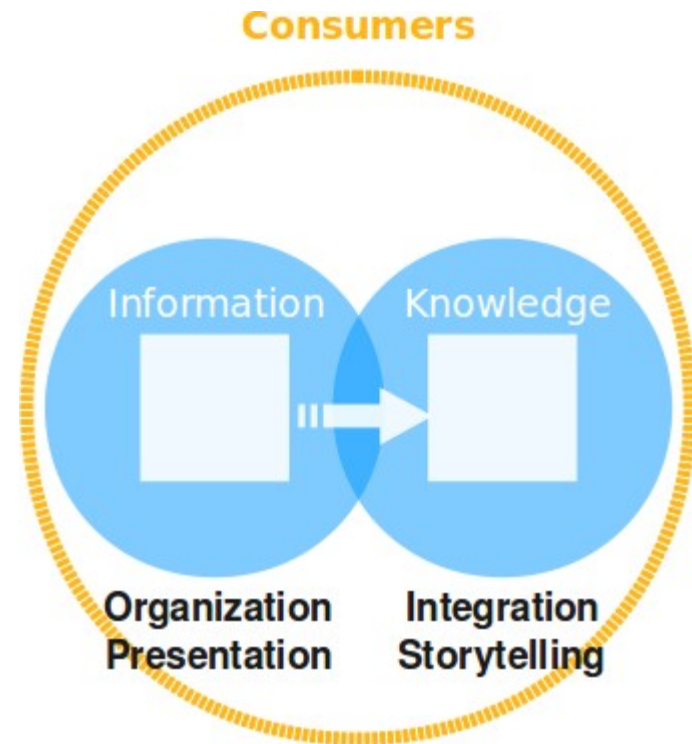 Consumers
Information
Knowledge
Organization
Presentation
Integration
Storytelling